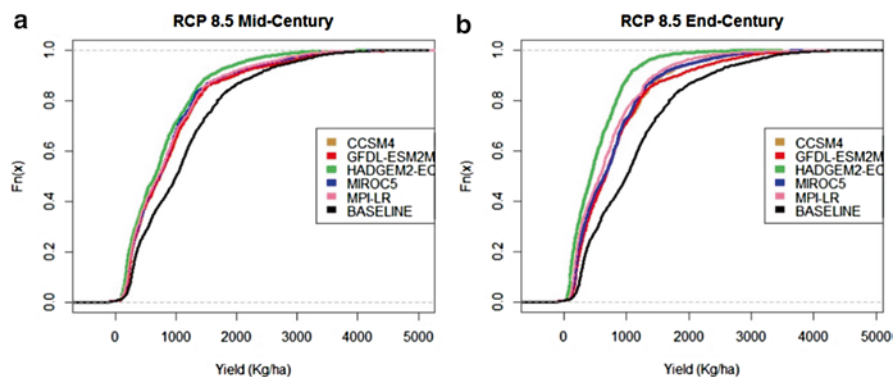 a
RCP 8.5 Mid-Century
Fn(x)
1.0
0.8
0.6
0.4
0.2
0.0
CCSM4
GFDL-ESM2M
HADGEM2-EC
MIROC5
MPI-LR
BASELINE
0 1000 2000 3000 4000 5000
Yield (Kg/ha)
b
RCP 8.5 End-Century
Fn(x)
1.0
0.8
0.6
0.4
0.2
0.0
CCSM4
GFDL-ESM2M
HADGEM2-EC
MIROC5
MPI-LR
BASELINE
0 1000 2000 3000 4000 5000
Yield (Kg/ha)